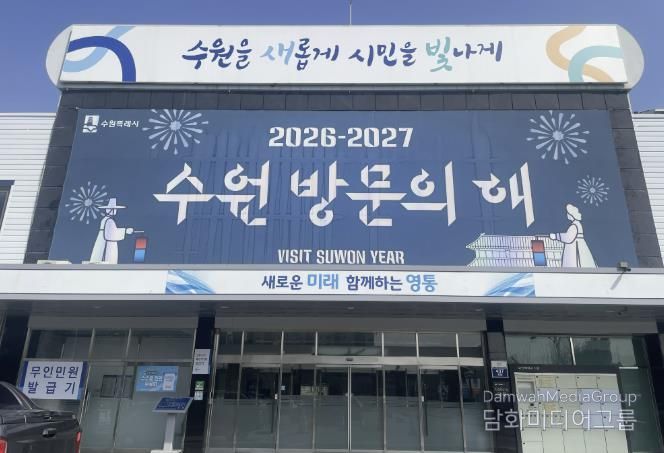 수원을 새롭게 시민을 빛나게
수원특례시
2026-2027
수원 방문의 해
VISIT SUWON YEAR
새로운 미래 함께하는 영통
무인민원
발급기
DamwhaMediaGroup
담화미디어그룹